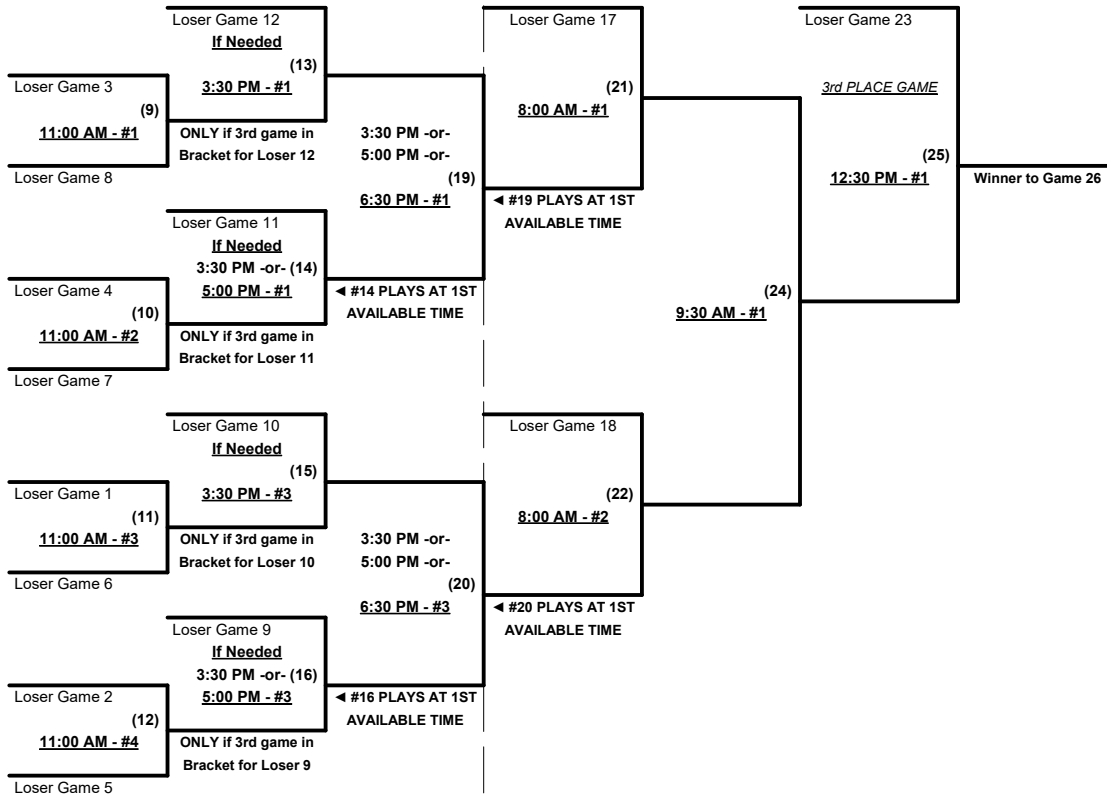 Loser Game 12
If Needed
(13)
3:30 PM - #1
Loser Game 3
(9)
11:00 AM - #1
ONLY if 3rd game in
Bracket for Loser 12
Loser Game 8
3:30 PM -or-
5:00 PM -or-
(19)
6:30 PM - #1
Loser Game 11
If Needed
3:30 PM -or- (14)
5:00 PM - #1
Loser Game 4
(10)
11:00 AM - #2
ONLY if 3rd game in
Bracket for Loser 11
Loser Game 7
◄ #14 PLAYS AT 1ST
AVAILABLE TIME
Loser Game 17
(21)
8:00 AM - #1
◄ #19 PLAYS AT 1ST
AVAILABLE TIME
Loser Game 23
3rd PLACE GAME
(25)
12:30 PM - #1
Winner to Game 26
(24)
9:30 AM - #1
Loser Game 10
If Needed
(15)
3:30 PM - #3
Loser Game 1
(11)
11:00 AM - #3
ONLY if 3rd game in
Bracket for Loser 10
Loser Game 6
3:30 PM -or-
5:00 PM -or-
(20)
6:30 PM - #3
Loser Game 9
If Needed
3:30 PM -or- (16)
5:00 PM - #3
Loser Game 2
(12)
11:00 AM - #4
ONLY if 3rd game in
Bracket for Loser 9
Loser Game 5
◄ #16 PLAYS AT 1ST
AVAILABLE TIME
Loser Game 18
(22)
8:00 AM - #2
◄ #20 PLAYS AT 1ST
AVAILABLE TIME